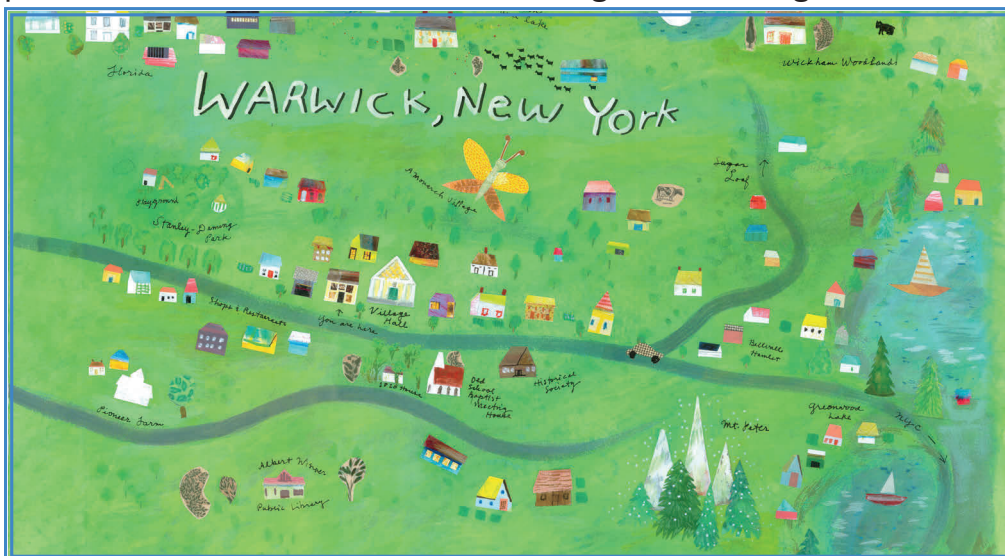 Lake
Florida
Wickham Woodlands
WARWICK, NEW YORK
Sugar
Loaf
A Monarch Village
Playground
Stanley-Deming
Park
Shops & Restaurants
You are here
Village
Hall
Bellvale
Hamlet
1810 House
Old
School
Baptist
Meeting
House
Historical
Society
Greenwood
Lake
NYC
Mt. Peter
Pioneer Farm
Albert Wisner
Public Library